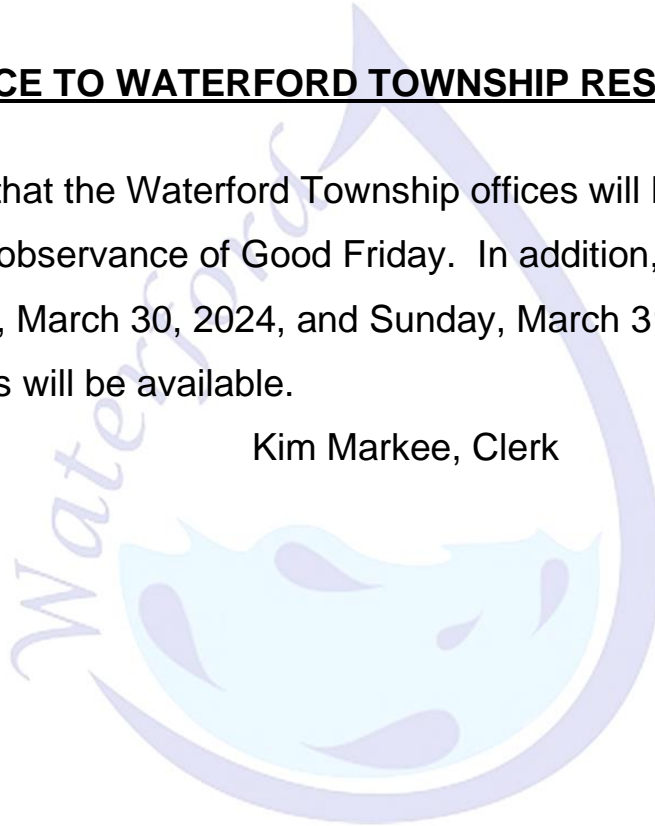 CE TO WATERFORD TOWNSHIP RES
that the Waterford Township offices will
observance of Good Friday.  In addition,
, March 30, 2024, and Sunday, March 3
s will be available.
Kim Markee, Clerk
Waterford